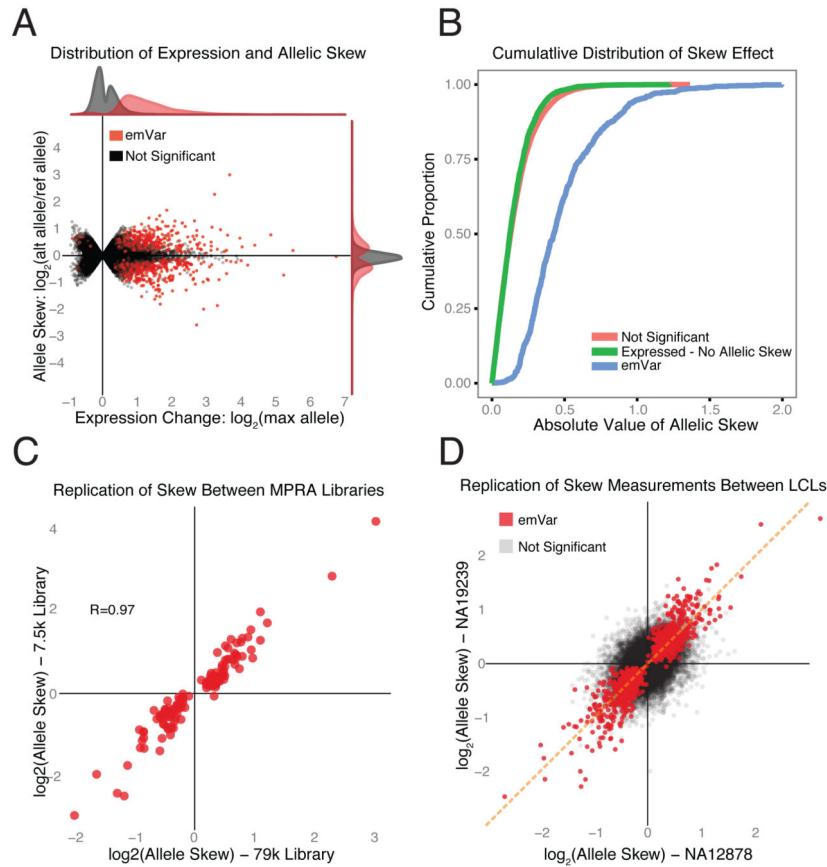 A
Distribution of Expression and Allelic Skew
emVar
Not Significant
Allele Skew: log2(alt allele/ref allele)
4
3
2
1
0
-1
-2
-3
-4
-1 0 1 2 3 4 5 6 7
Expression Change: log2(max allele)
B
Cumulatlive Distribution of Skew Effect
Cumulative Proportion
1.00
0.75
0.50
0.25
0.00
Not Significant
Expressed - No Allelic Skew
emVar
0.0 0.5 1.0 1.5 2.0
Absolute Value of Allelic Skew
C
Replication of Skew Between MPRA Libraries
log2(Allele Skew) – 7.5k Library
4
2
0
−2
R=0.97
−2 −1 0 1 2 3
log2(Allele Skew) – 79k Library
D
Replication of Skew Measurements Between LCLs
emVar
Not Significant
log2(Allele Skew) – NA19239
2
1
0
-1
-2
-2 -1 0 1 2
log2(Allele Skew) – NA12878